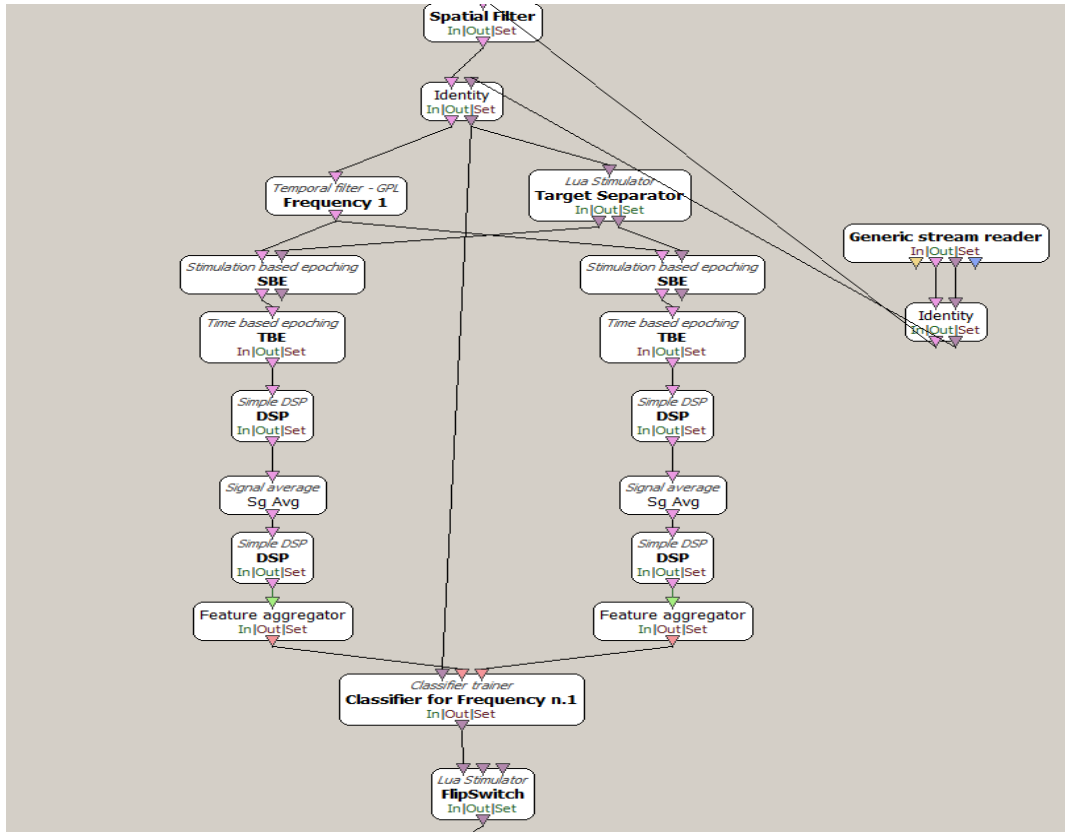 Spatial Filter
In|Out|Set
Identity
In|Out|Set
Temporal filter - GPL
Frequency 1
Lua Stimulator
Target Separator
In|Out|Set
Generic stream reader
In|Out|Set
Stimulation based epoching
SBE
Stimulation based epoching
SBE
Identity
In|Out|Set
Time based epoching
TBE
In|Out|Set
Time based epoching
TBE
In|Out|Set
Simple DSP
DSP
In|Out|Set
Simple DSP
DSP
In|Out|Set
Signal average
Sg Avg
Signal average
Sg Avg
Simple DSP
DSP
In|Out|Set
Simple DSP
DSP
In|Out|Set
Feature aggregator
In|Out|Set
Feature aggregator
In|Out|Set
Classifier trainer
Classifier for Frequency n.1
In|Out|Set
Lua Stimulator
FlipSwitch
In|Out|Set